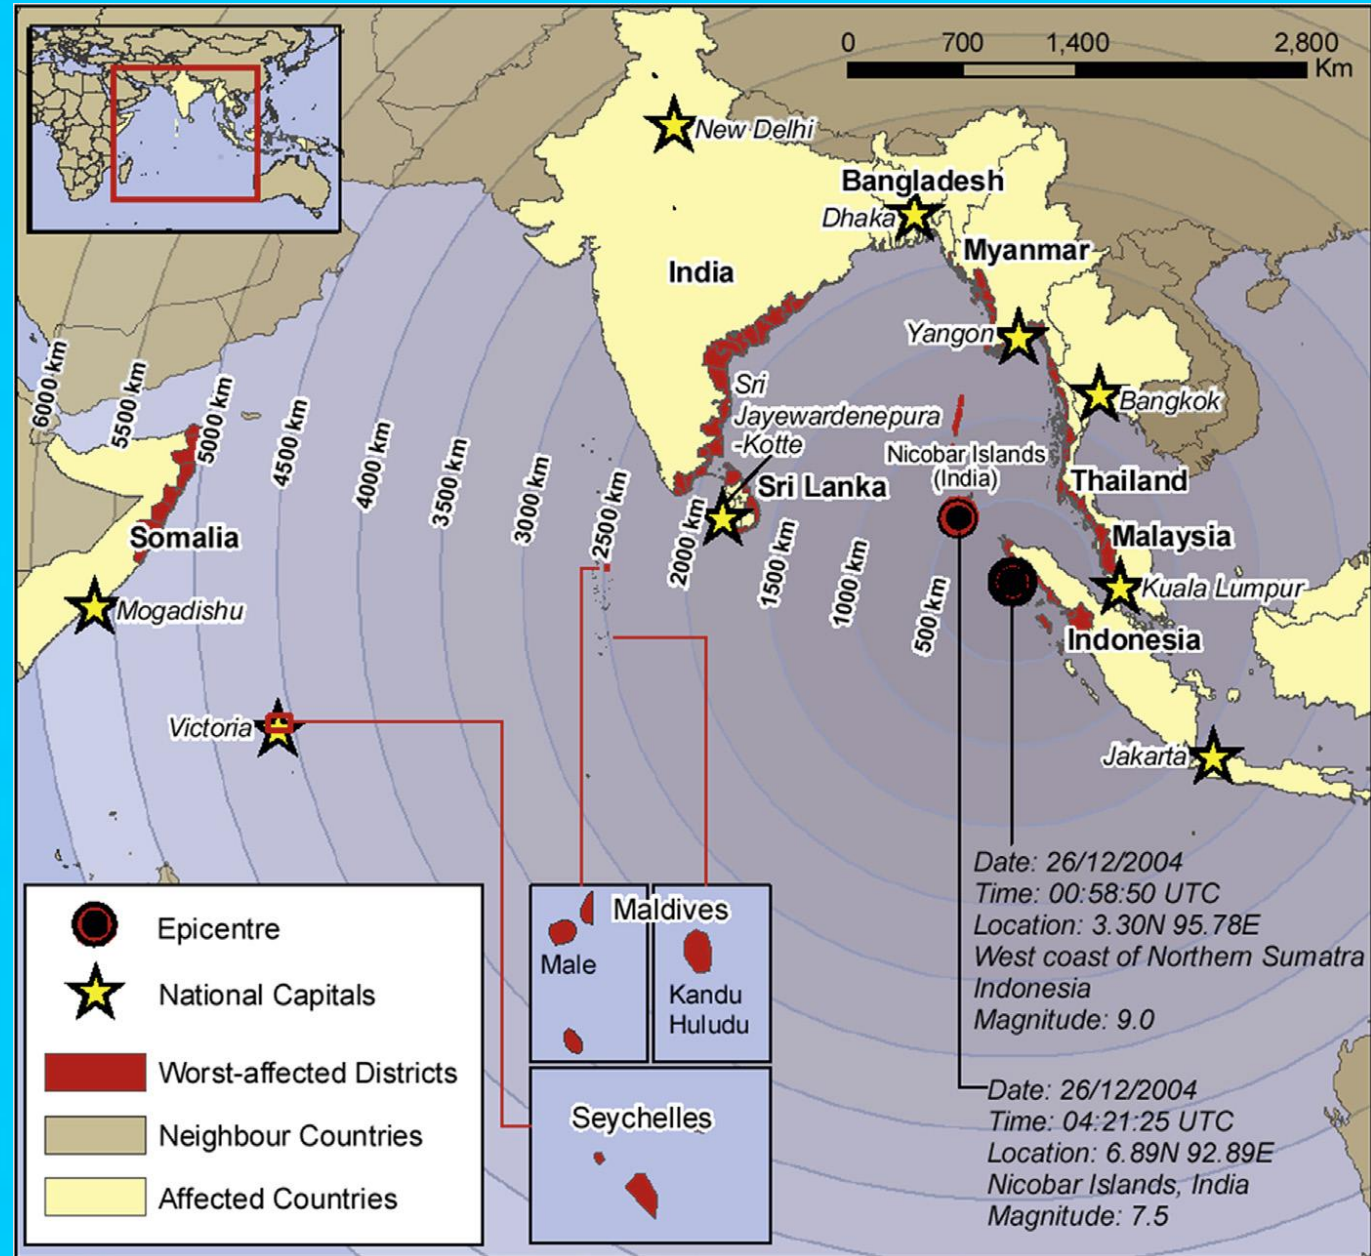 0 700 1,400 2,800
Km
New Delhi
Bangladesh
Dhaka
Myanmar
India
Yangon
Sri
Jayewardenepura
-Kotte
Bangkok
Nicobar Islands
(India)
Sri Lanka
Thailand
Malaysia
Kuala Lumpur
Indonesia
Jakarta
6000 km
5500 km
5000 km
4500 km
4000 km
3500 km
3000 km
2500 km
2000 km
1500 km
1000 km
500 km
Somalia
Mogadishu
Victoria
Date: 26/12/2004
Time: 00:58:50 UTC
Location: 3.30N 95.78E
West coast of Northern Sumatra
Indonesia
Magnitude: 9.0
Date: 26/12/2004
Time: 04:21:25 UTC
Location: 6.89N 92.89E
Nicobar Islands, India
Magnitude: 7.5
Maldives
Male
Kandu
Huludu
Seychelles
Epicentre
National Capitals
Worst-affected Districts
Neighbour Countries
Affected Countries